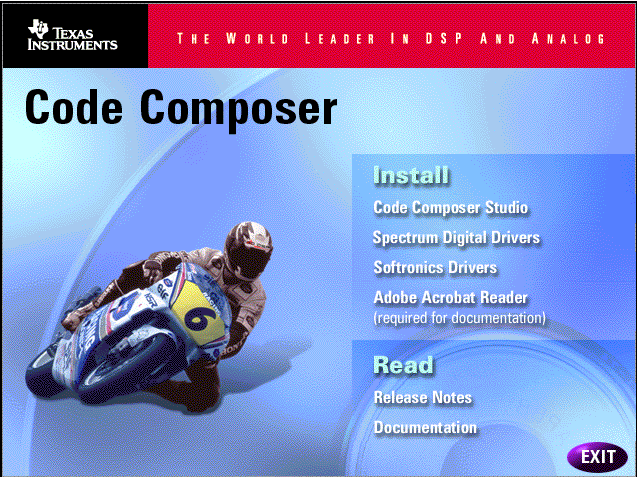 TEXAS
INSTRUMENTS
THE WORLD LEADER IN DSP AND ANALOG
Code Composer
Install
Code Composer Studio
Spectrum Digital Drivers
Softronics Drivers
Adobe Acrobat Reader
(required for documentation)
6
Read
Release Notes
Documentation
EXIT